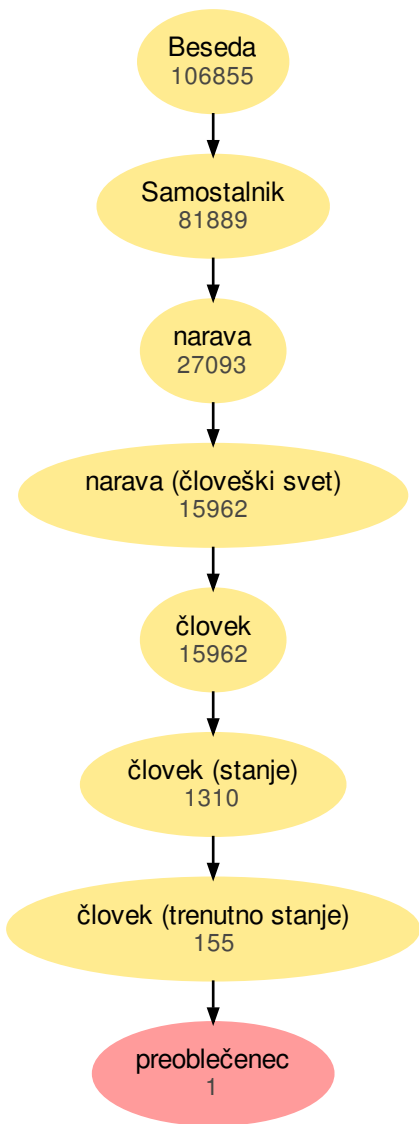 Beseda
106855
Samostalnik
81889
narava
27093
narava (človeški svet)
15962
človek
15962
človek (stanje)
1310
človek (trenutno stanje)
155
preoblečenec
1